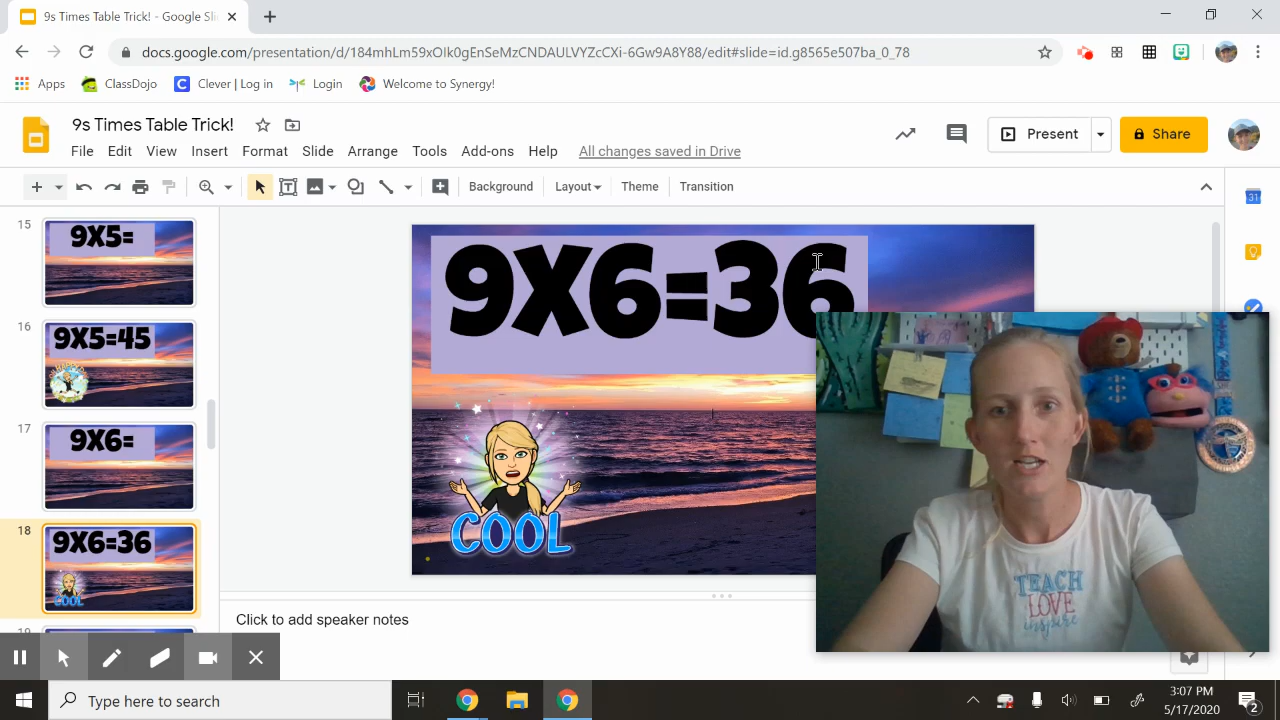 9s Times Table Trick! - Google Sli
docs.google.com/presentation/d/184mhLm59xOIk0gEnSeMzCNDAULVYZcCXi-6Gw9A8Y88/edit#slide=id.g8565e507ba_0_78
Apps ClassDojo Clever | Log in Login Welcome to Synergy!
9s Times Table Trick!
Present Share
File Edit View Insert Format Slide Arrange Tools Add-ons Help All changes saved in Drive
Background Layout Theme Transition
31
15
9X5=
16
9X5=45
17
9X6=
18
9X6=36
COOL
9X6=36
COOL
TEACH
LOVE
inspire
Click to add speaker notes
Type here to search
3:07 PM
5/17/2020
2